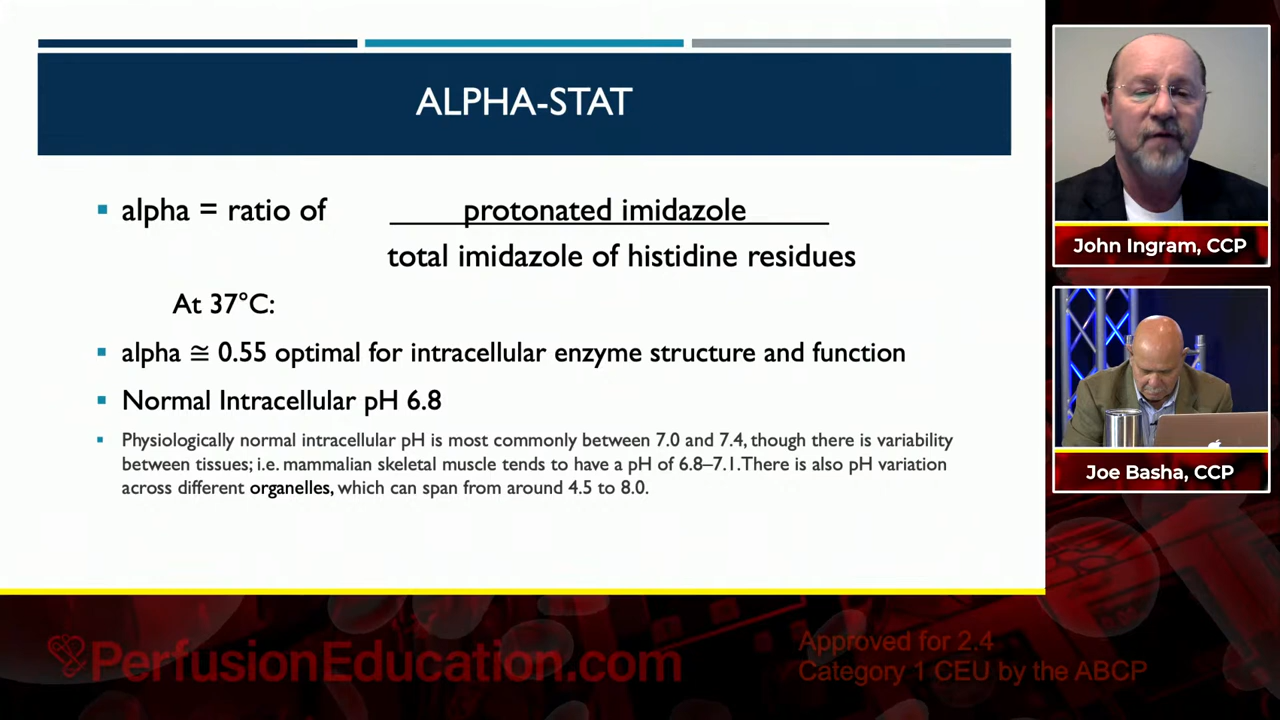 ALPHA-STAT
▪ alpha = ratio of protonated imidazole
total imidazole of histidine residues
At 37°C:
▪ alpha ≅ 0.55 optimal for intracellular enzyme structure and function
▪ Normal Intracellular pH 6.8
▪ Physiologically normal intracellular pH is most commonly between 7.0 and 7.4, though there is variability
between tissues; i.e. mammalian skeletal muscle tends to have a pH of 6.8–7.1. There is also pH variation
across different organelles, which can span from around 4.5 to 8.0.
John Ingram, CCP
Joe Basha, CCP
PerfusionEducation.com
Approved for 2.4
Category 1 CEU by the ABCP